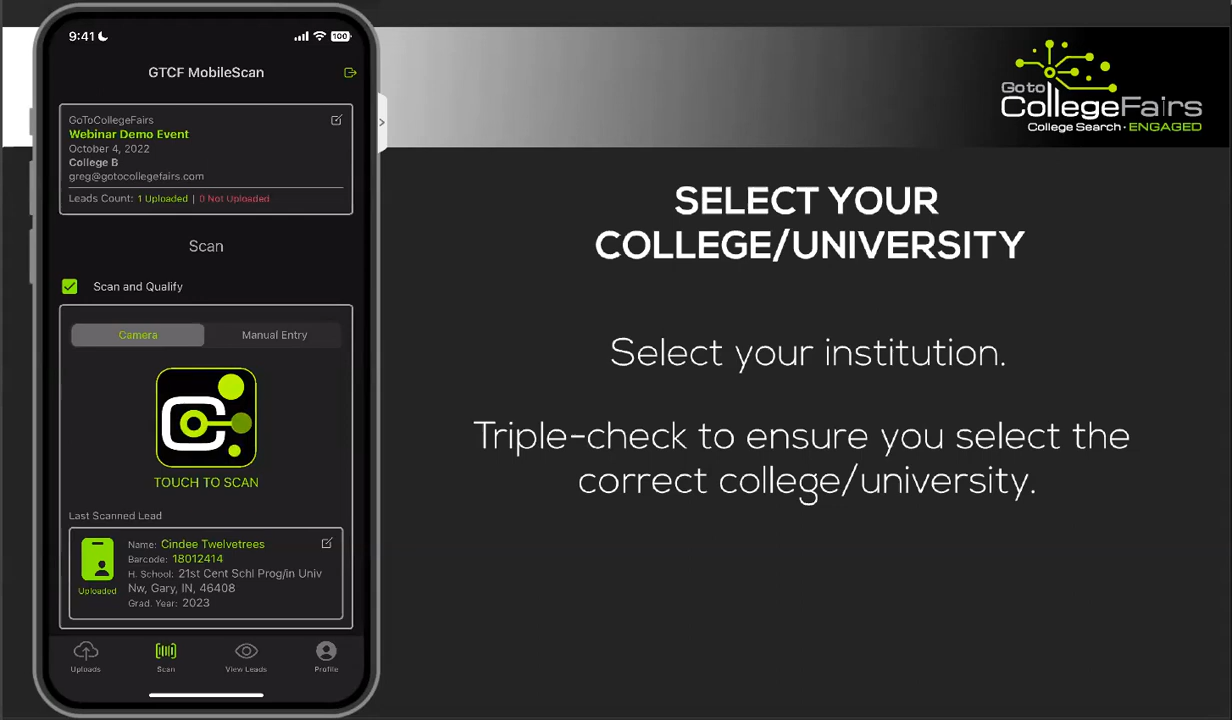 9:41
100
GTCF MobileScan
GoToCollegeFairs
Webinar Demo Event
October 4, 2022
College B
greg@gotocollegefairs.com
Leads Count: 1 Uploaded | 0 Not Uploaded
Scan
Scan and Qualify
Camera
Manual Entry
TOUCH TO SCAN
Last Scanned Lead
Uploaded
Name: Cindee Twelvetrees
Barcode: 18012414
H. School: 21st Cent Schl Prog/in Univ
Nw, Gary, IN, 46408
Grad. Year: 2023
Uploads
Scan
View Leads
Profile
Go to
CollegeFairs
College Search · ENGAGED
SELECT YOUR
COLLEGE/UNIVERSITY
Select your institution.
Triple-check to ensure you select the
correct college/university.